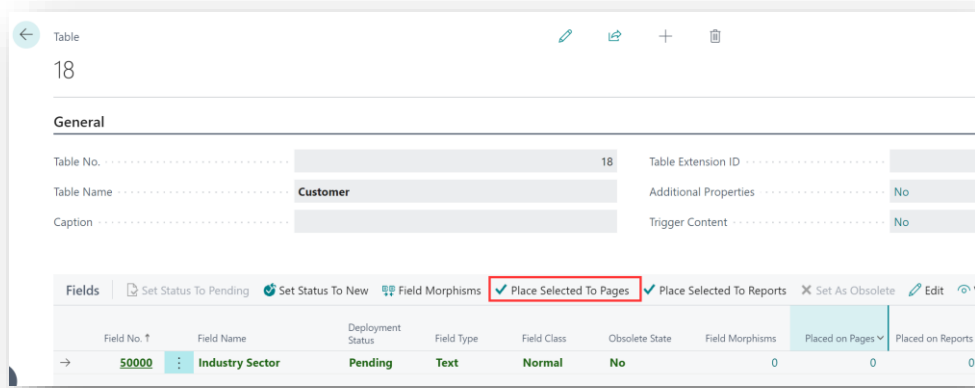 Table
18
General
Table No. 18 Table Extension ID
Table Name Customer Additional Properties No
Caption Trigger Content No
Fields Set Status To Pending Set Status To New Field Morphisms Place Selected To Pages Place Selected To Reports Set As Obsolete Edit
Field No. ↑ Field Name Deployment Status Field Type Field Class Obsolete State Field Morphisms Placed on Pages Placed on Reports
→ 50000 Industry Sector Pending Text Normal No 0 0 0